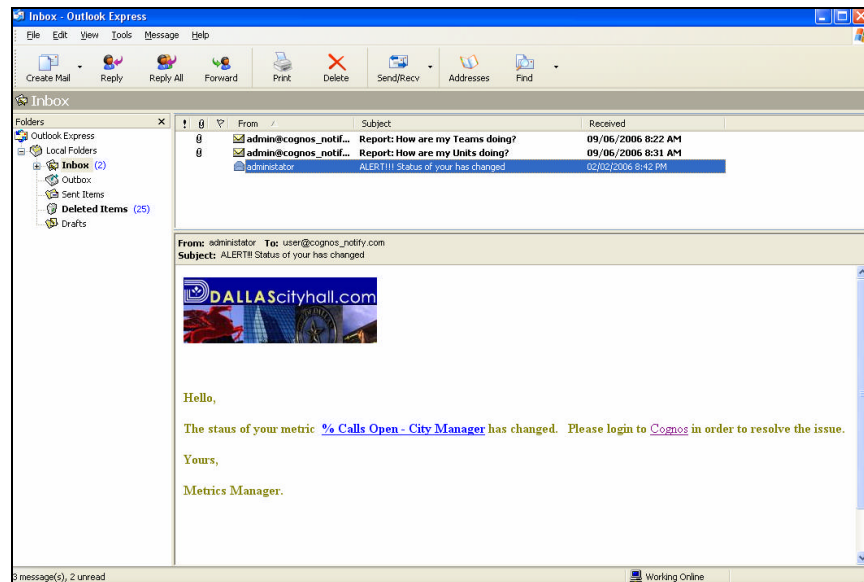 Inbox - Outlook Express
File Edit View Tools Message Help
Create Mail Reply Reply All Forward Print Delete Send/Recv Addresses Find
Inbox
Folders
Outlook Express
Local Folders
Inbox (2)
Outbox
Sent Items
Deleted Items (25)
Drafts
! From Subject Received
admin@cognos_notif... Report: How are my Teams doing? 09/06/2006 8:22 AM
admin@cognos_notif... Report: How are my Units doing? 09/06/2006 8:31 AM
administator ALERT!!! Status of your has changed 02/02/2006 8:42 PM
From: administator To: user@cognos_notify.com
Subject: ALERT!!! Status of your has changed
DALLAScityhall.com
Hello,
The staus of your metric % Calls Open - City Manager has changed. Please login to Cognos in order to resolve the issue.
Yours,
Metrics Manager.
3 message(s), 2 unread
Working Online